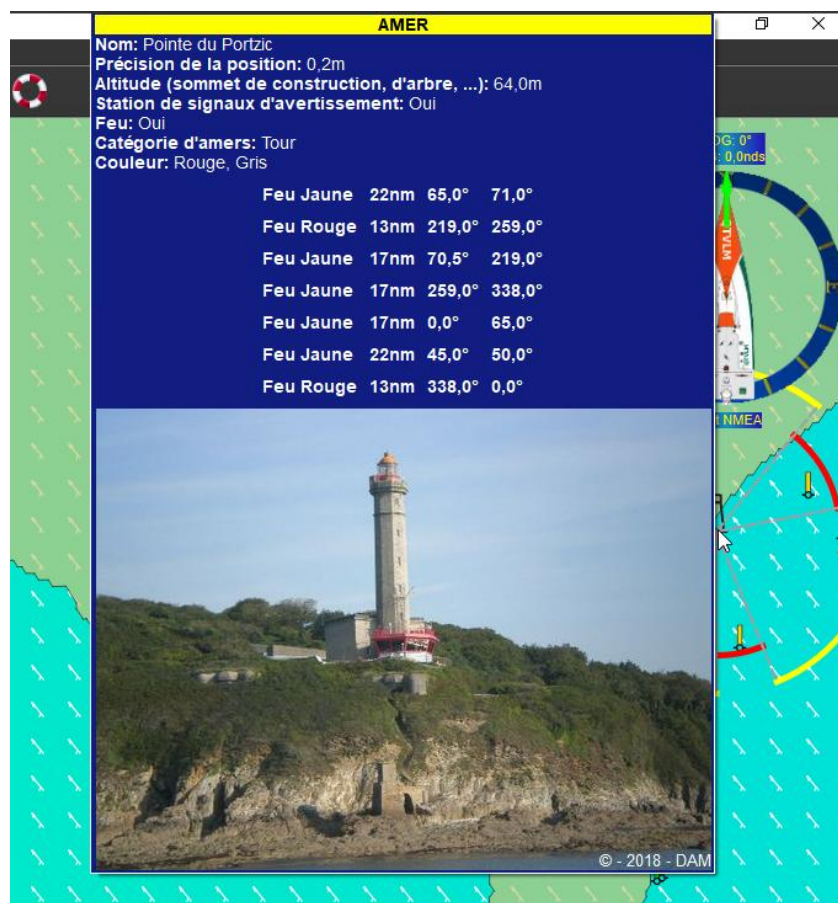 AMER
Nom: Pointe du Portzic
Précision de la position: 0,2m
Altitude (sommet de construction, d'arbre, ...): 64,0m
Station de signaux d'avertissement: Oui
Feu: Oui
Catégorie d'amers: Tour
Couleur: Rouge, Gris
Feu Jaune 22nm 65,0° 71,0°
Feu Rouge 13nm 219,0° 259,0°
Feu Jaune 17nm 70,5° 219,0°
Feu Jaune 17nm 259,0° 338,0°
Feu Jaune 17nm 0,0° 65,0°
Feu Jaune 22nm 45,0° 50,0°
Feu Rouge 13nm 338,0° 0,0°
© - 2018 - DAM
OG: 0°
: 0,0nds
TVLM
E
t NMEA